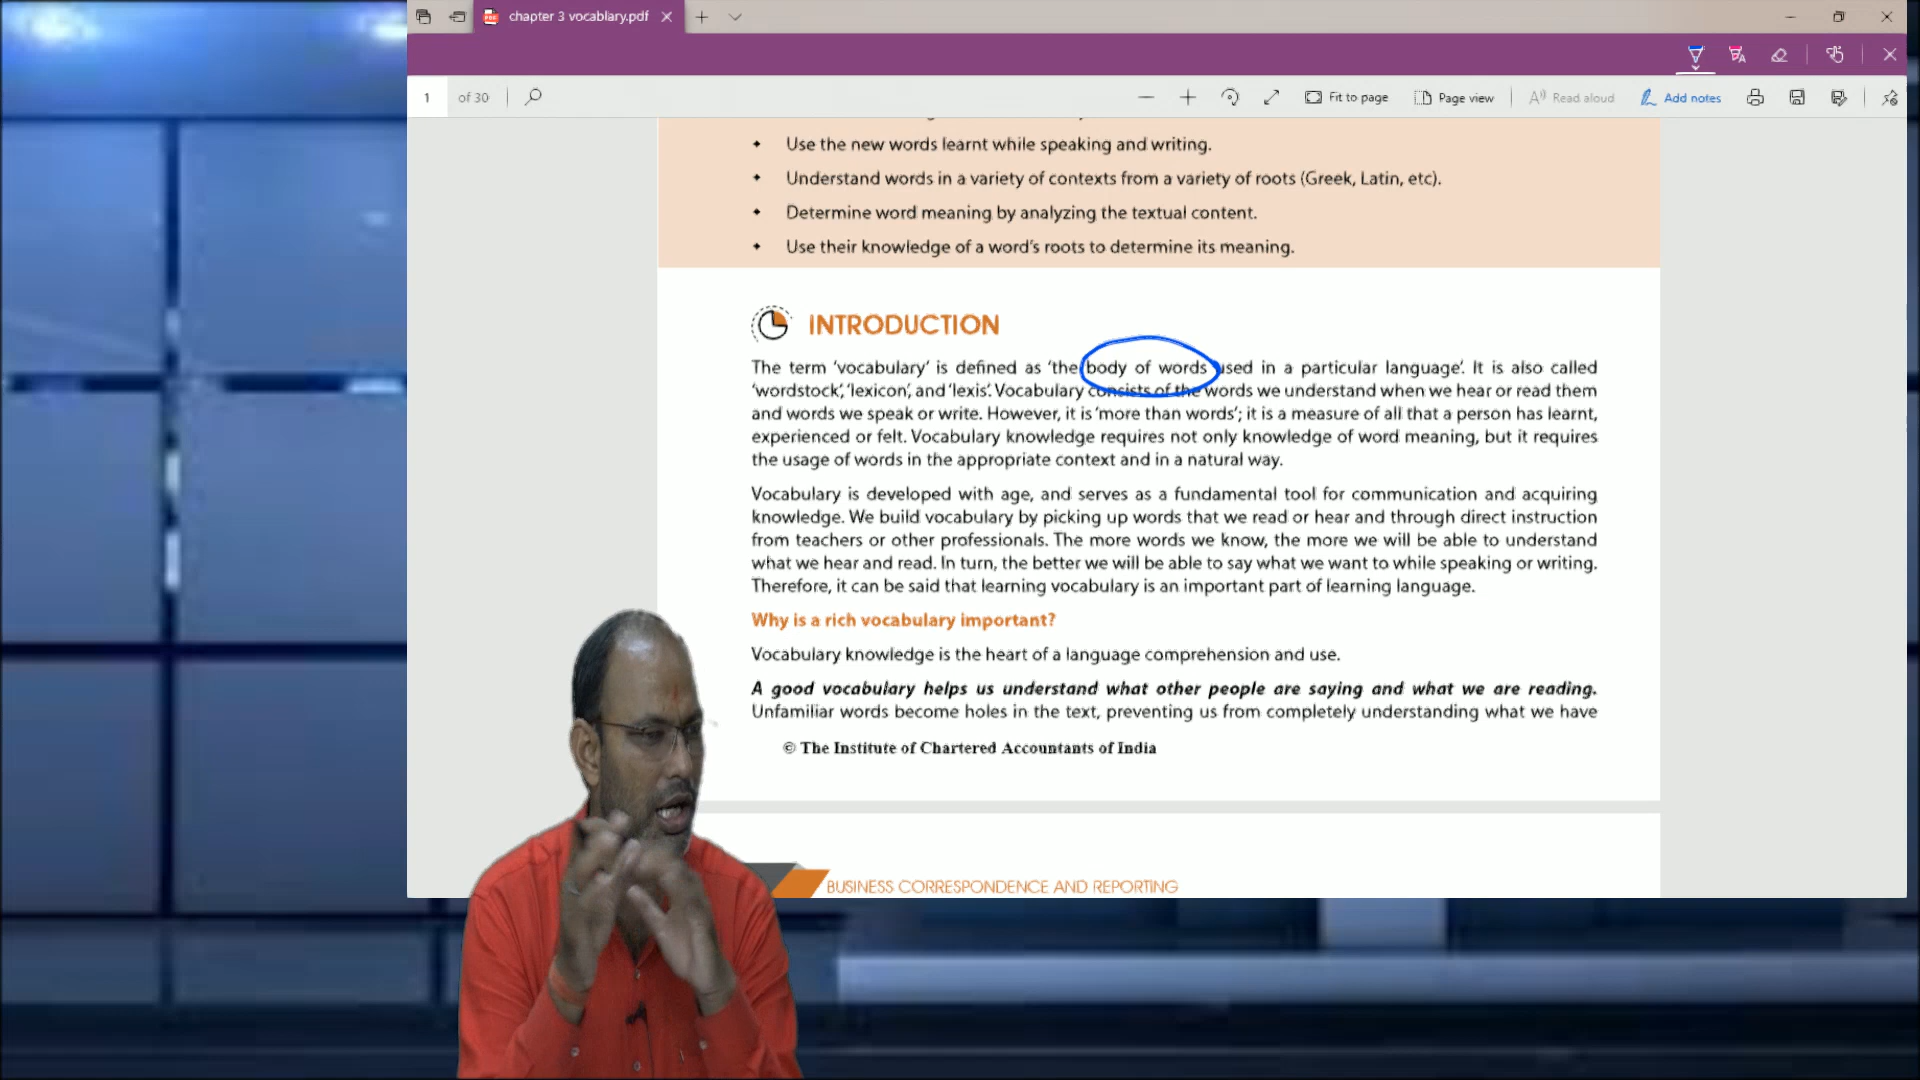 chapter 3 vocablary.pdf
1 of 30
Fit to page
Page view
Read aloud
Add notes
Use the new words learnt while speaking and writing.
Understand words in a variety of contexts from a variety of roots (Greek, Latin, etc).
Determine word meaning by analyzing the textual content.
Use their knowledge of a word's roots to determine its meaning.
INTRODUCTION
The term 'vocabulary' is defined as 'the body of words used in a particular language'. It is also called
'wordstock', 'lexicon', and 'lexis'. Vocabulary consists of the words we understand when we hear or read them
and words we speak or write. However, it is 'more than words'; it is a measure of all that a person has learnt,
experienced or felt. Vocabulary knowledge requires not only knowledge of word meaning, but it requires
the usage of words in the appropriate context and in a natural way.
Vocabulary is developed with age, and serves as a fundamental tool for communication and acquiring
knowledge. We build vocabulary by picking up words that we read or hear and through direct instruction
from teachers or other professionals. The more words we know, the more we will be able to understand
what we hear and read. In turn, the better we will be able to say what we want to while speaking or writing.
Therefore, it can be said that learning vocabulary is an important part of learning language.
Why is a rich vocabulary important?
Vocabulary knowledge is the heart of a language comprehension and use.
A good vocabulary helps us understand what other people are saying and what we are reading.
Unfamiliar words become holes in the text, preventing us from completely understanding what we have
© The Institute of Chartered Accountants of India
BUSINESS CORRESPONDENCE AND REPORTING